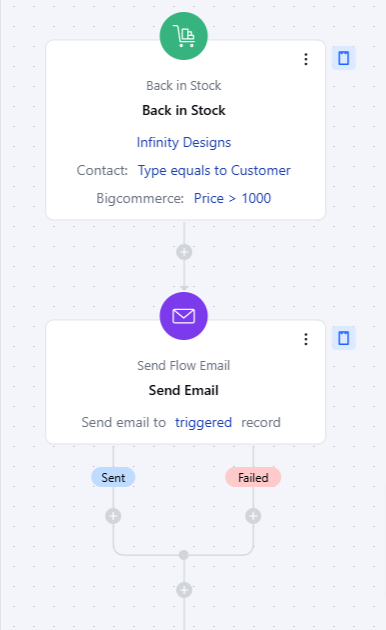 Back in Stock
Back in Stock
Infinity Designs
Contact: Type equals to Customer
Bigcommerce: Price > 1000
Send Flow Email
Send Email
Send email to triggered record
Sent Failed